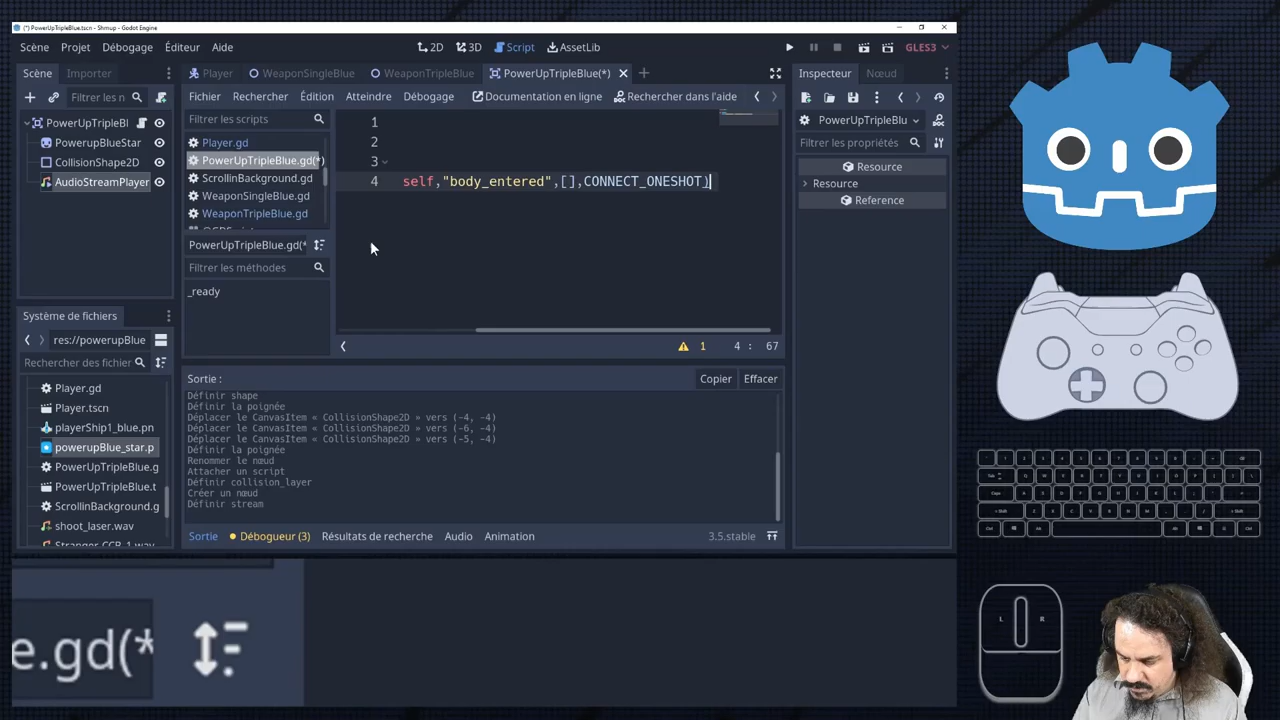 (*) PowerUpTripleBlue.tscn - Shmup - Godot Engine
Scène Projet Débogage Éditeur Aide
2D 3D Script AssetLib
GLES3
Scène Importer
Player WeaponSingleBlue WeaponTripleBlue PowerUpTripleBlue(*)
Inspecteur Nœud
Filtrer les n
Fichier Rechercher Édition Atteindre Débogage Documentation en ligne Rechercher dans l'aide
PowerUpTripleBl
PowerupBlueStar
CollisionShape2D
AudioStreamPlayer
Filtrer les scripts
Player.gd
PowerUpTripleBlue.gd(*)
ScrollinBackground.gd
WeaponSingleBlue.gd
WeaponTripleBlue.gd
PowerUpTripleBlue.gd(*
Filtrer les méthodes
_ready
1
2
3
4 self,"body_entered",[],CONNECT_ONESHOT)
1 4 : 67
PowerUpTripleBlu
Filtrer les propriétés
Resource
Resource
Reference
Système de fichiers
res://powerupBlue
Rechercher des fichier
Player.gd
Player.tscn
playerShip1_blue.pn
powerupBlue_star.p
PowerUpTripleBlue.g
PowerUpTripleBlue.t
ScrollinBackground.g
shoot_laser.wav
Sortie : Copier Effacer
Définir shape
Définir la poignée
Déplacer le CanvasItem « CollisionShape2D » vers (-4, -4)
Déplacer le CanvasItem « CollisionShape2D » vers (-6, -4)
Déplacer le CanvasItem « CollisionShape2D » vers (-5, -4)
Définir la poignée
Renommer le nœud
Attacher un script
Définir collision_layer
Créer un nœud
Définir stream
Sortie Débogueur (3) Résultats de recherche Audio Animation 3.5.stable
e.gd(*
L R